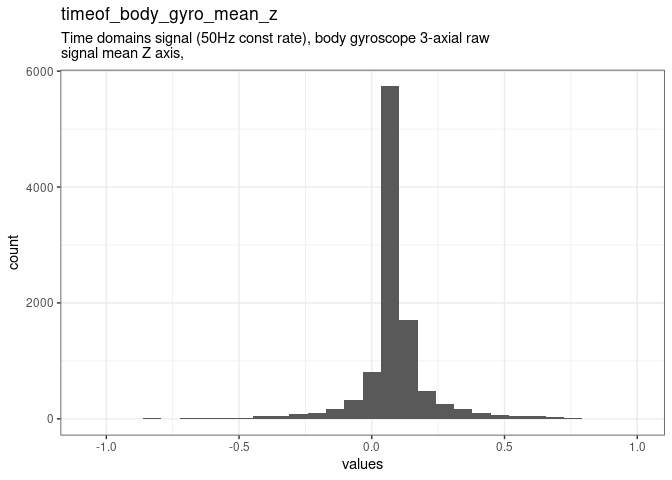 timeof_body_gyro_mean_z
Time domains signal (50Hz const rate), body gyroscope 3-axial raw
signal mean Z axis,
6000
4000
2000
0
count
-1.0 -0.5 0.0 0.5 1.0
values